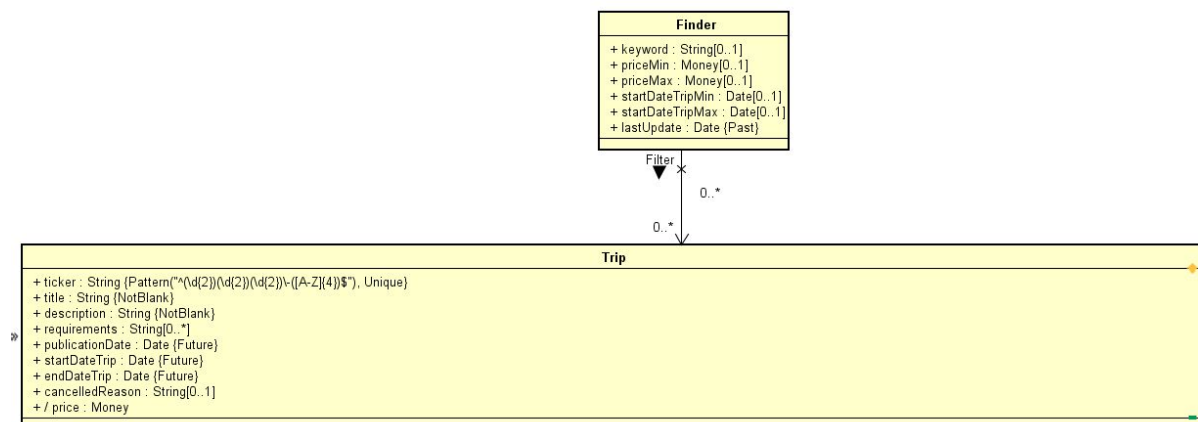 Finder
+ keyword : String[0..1]
+ priceMin : Money[0..1]
+ priceMax : Money[0..1]
+ startDateTripMin : Date[0..1]
+ startDateTripMax : Date[0..1]
+ lastUpdate : Date {Past}
Filter
0..*
0..*
Trip
+ ticker : String {Pattern("^(\d{2})(\d{2})(\d{2})\-([A-Z]{4})$"), Unique}
+ title : String {NotBlank}
+ description : String {NotBlank}
+ requirements : String[0..*]
+ publicationDate : Date {Future}
+ startDateTrip : Date {Future}
+ endDateTrip : Date {Future}
+ cancelledReason : String[0..1]
+ / price : Money